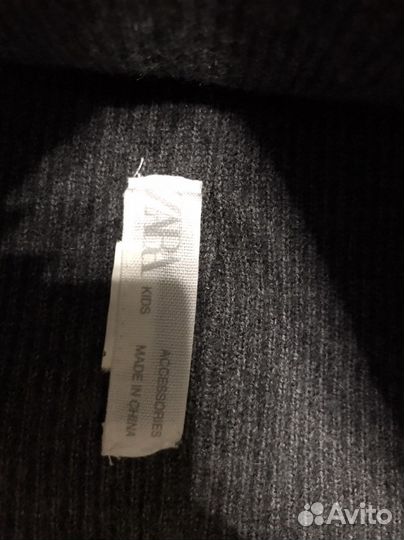 ZARA
KIDS
ACCESSORIES
MADE IN CHINA
Avito